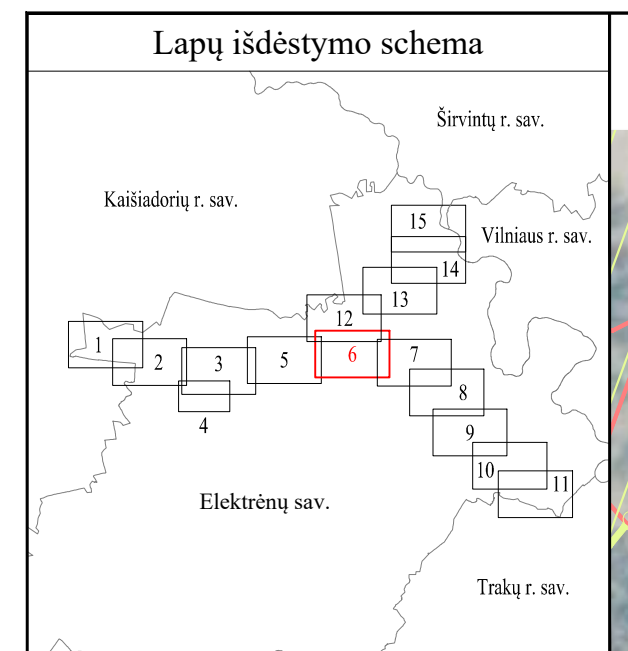 Lapų išdėstymo schema
Širvintų r. sav.
Kaišiadorių r. sav.
15
Vilniaus r. sav.
14
13
12
1
2
3
5
6
7
8
4
9
10
11
Elektrėnų sav.
Trakų r. sav.